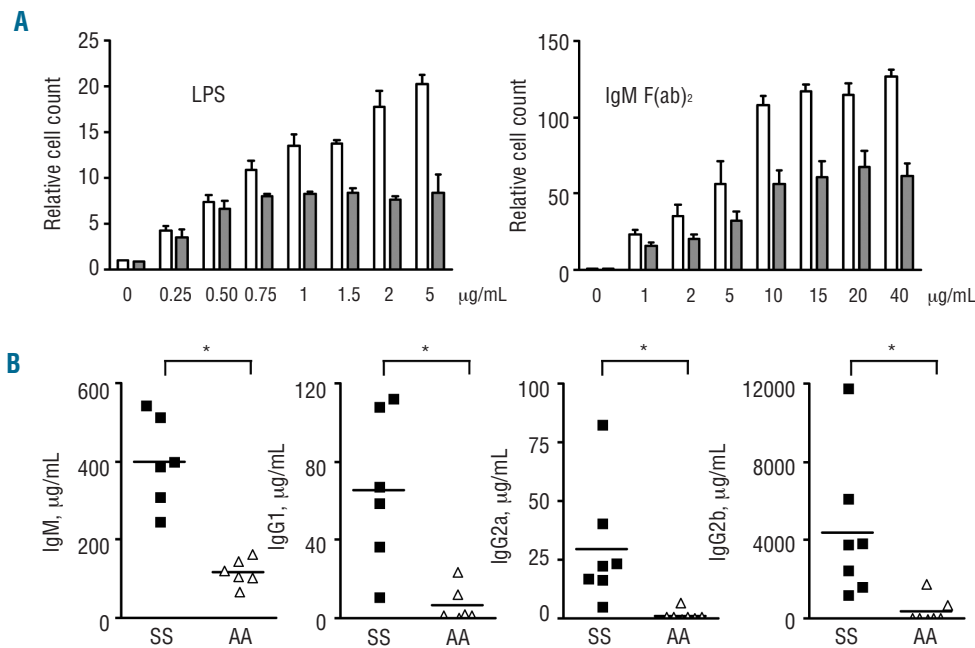 A
Relative cell count
25
20
15
10
5
0
LPS
0 0.25 0.50 0.75 1 1.5 2 5 µg/mL
Relative cell count
150
100
50
0
IgM F(ab)₂
0 1 2 5 10 15 20 40 µg/mL
B
IgM, µg/mL
600
400
200
0
*
SS AA
IgG1, µg/mL
120
80
40
0
*
SS AA
IgG2a, µg/mL
75
50
25
0
*
SS AA
IgG2b, µg/mL
12000
8000
4000
0
*
SS AA